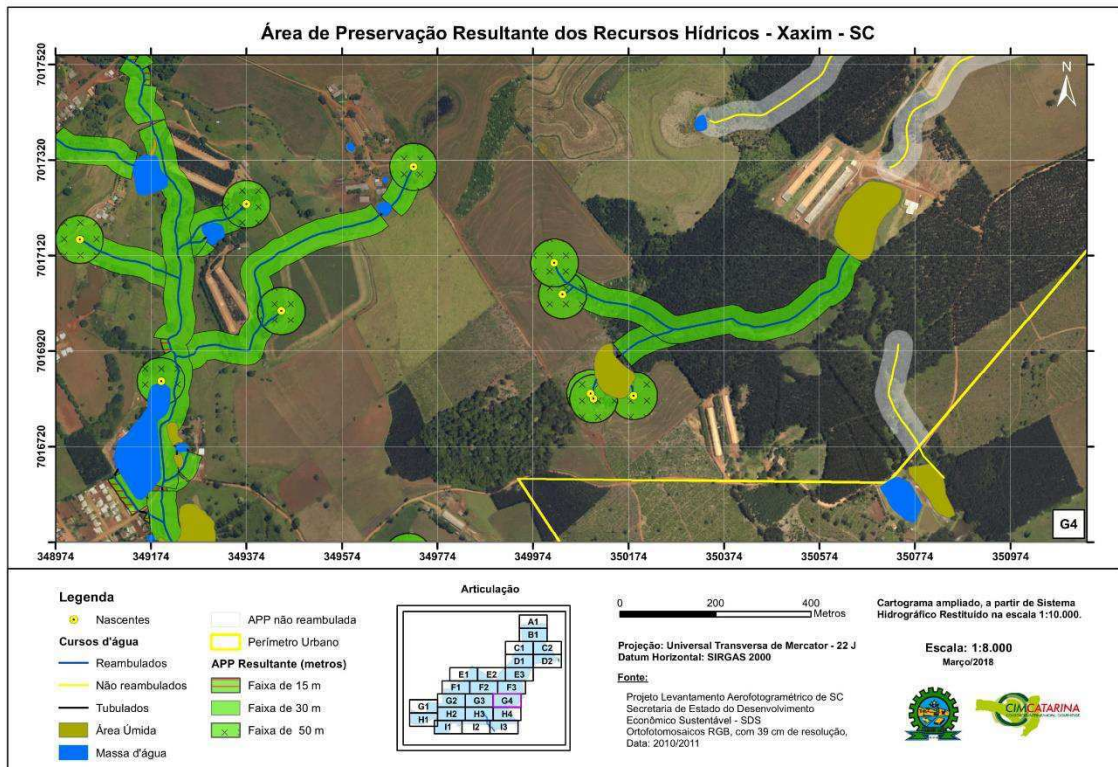 Área de Preservação Resultante dos Recursos Hídricos - Xaxim - SC
7017520
7017320
7017120
7016920
7016720
N
G4
348974
349174
349374
349574
349774
349974
350174
350374
350574
350774
350974
Legenda
Nascentes
Cursos d'água
Reambulados
Não reambulados
Tubulados
Área Úmida
Massa d'água
APP não reambulada
Perímetro Urbano
APP Resultante (metros)
Faixa de 15 m
Faixa de 30 m
Faixa de 50 m
Articulação
A1
B1
C1 C2
D1 D2
E1 E2 E3
F1 F2 F3
G1 G2 G3 G4
H1 H2 H3 H4
I1 I2 I3
0 200 400
Metros
Projeção: Universal Transversa de Mercator - 22 J
Datum Horizontal: SIRGAS 2000
Fonte:
Projeto Levantamento Aerofotogramétrico de SC
Secretaria de Estado do Desenvolvimento
Econômico Sustentável - SDS
Ortofotomosaicos RGB, com 39 cm de resolução,
Data: 2010/2011
Cartograma ampliado, a partir de Sistema
Hidrográfico Restituído na escala 1:10.000.
Escala: 1:8.000
Março/2018
CIMCATARINA